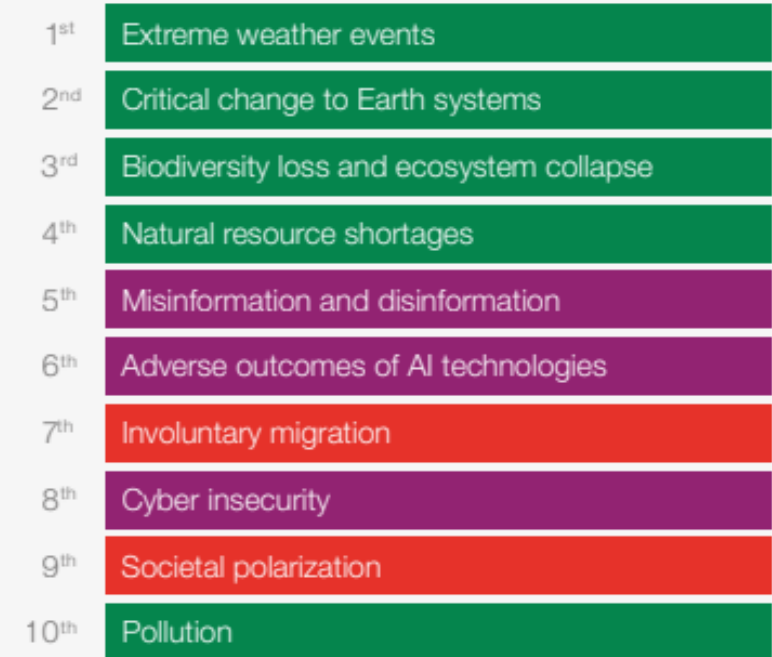 1st Extreme weather events
2nd Critical change to Earth systems
3rd Biodiversity loss and ecosystem collapse
4th Natural resource shortages
5th Misinformation and disinformation
6th Adverse outcomes of AI technologies
7th Involuntary migration
8th Cyber insecurity
9th Societal polarization
10th Pollution